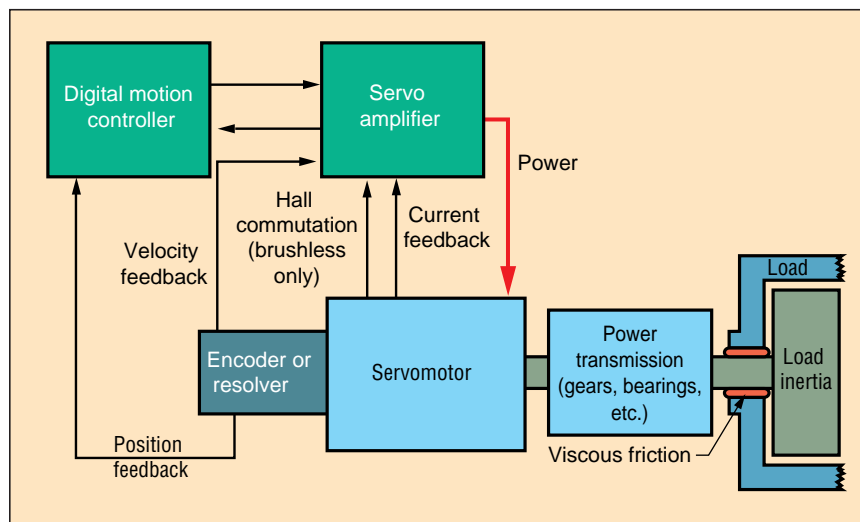 Digital motion
controller
Servo
amplifier
Power
Hall
commutation
(brushless
only)
Current
feedback
Velocity
feedback
Load
Encoder or
resolver
Servomotor
Power
transmission
(gears, bearings,
etc.)
Load
inertia
Viscous friction
Position
feedback